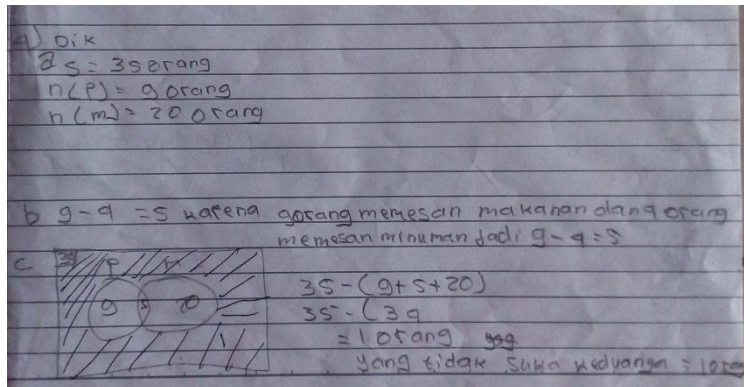 4) Dik
a s = 35 orang
n(P) = 9 orang
n(m) = 20 orang
b 9-4 = 5 karena 9orang memesan makanan dan 4 orang
memesan minuman Jadi 9-4=5
c P
9 5 20
1
35-(9+5+20)
35-(34
= 1 orang
yang tidak suka keduanya = 1 orang